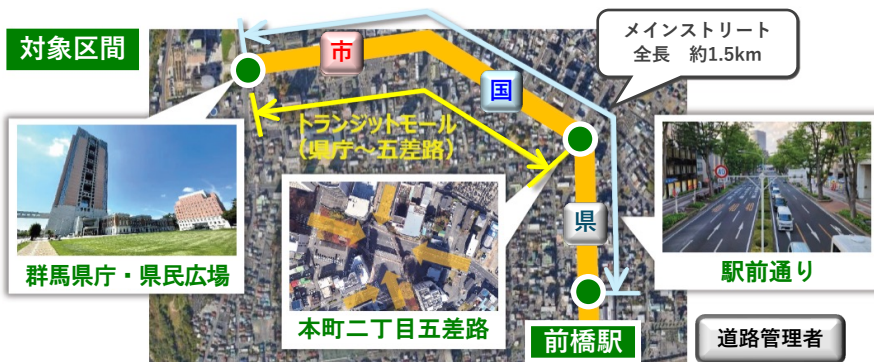 対象区間
市
国
メインストリート
全長　約1.5km
トランジットモール
(県庁～五差路)
県
群馬県庁・県民広場
本町二丁目五差路
駅前通り
前橋駅
道路管理者